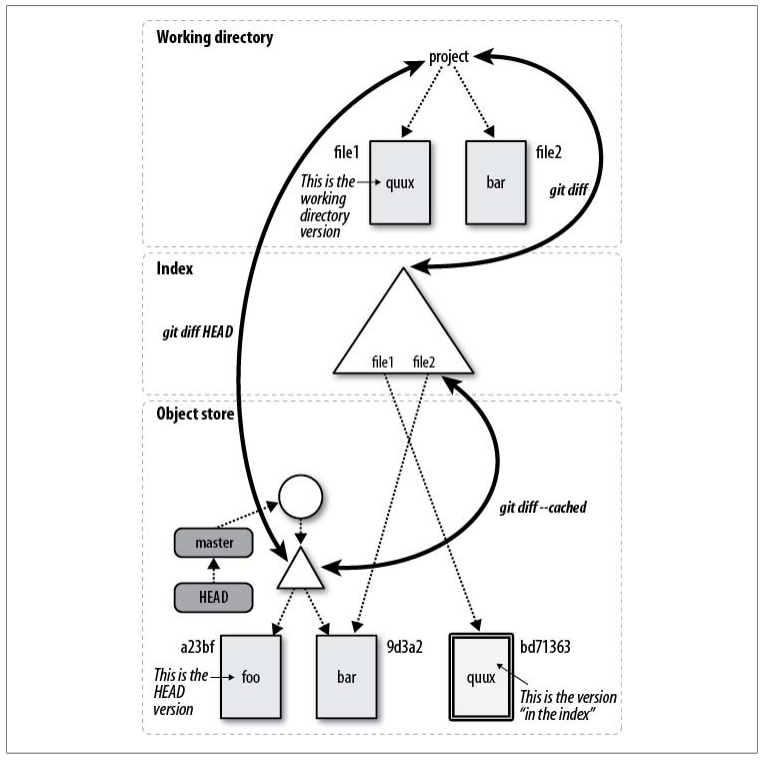 Working directory
project
file1
file2
This is the
working
directory
version
quux
bar
git diff
Index
git diff HEAD
file1 file2
Object store
git diff --cached
master
HEAD
a23bf
9d3a2
bd71363
This is the
HEAD
version
foo
bar
quux
This is the version
“in the index”